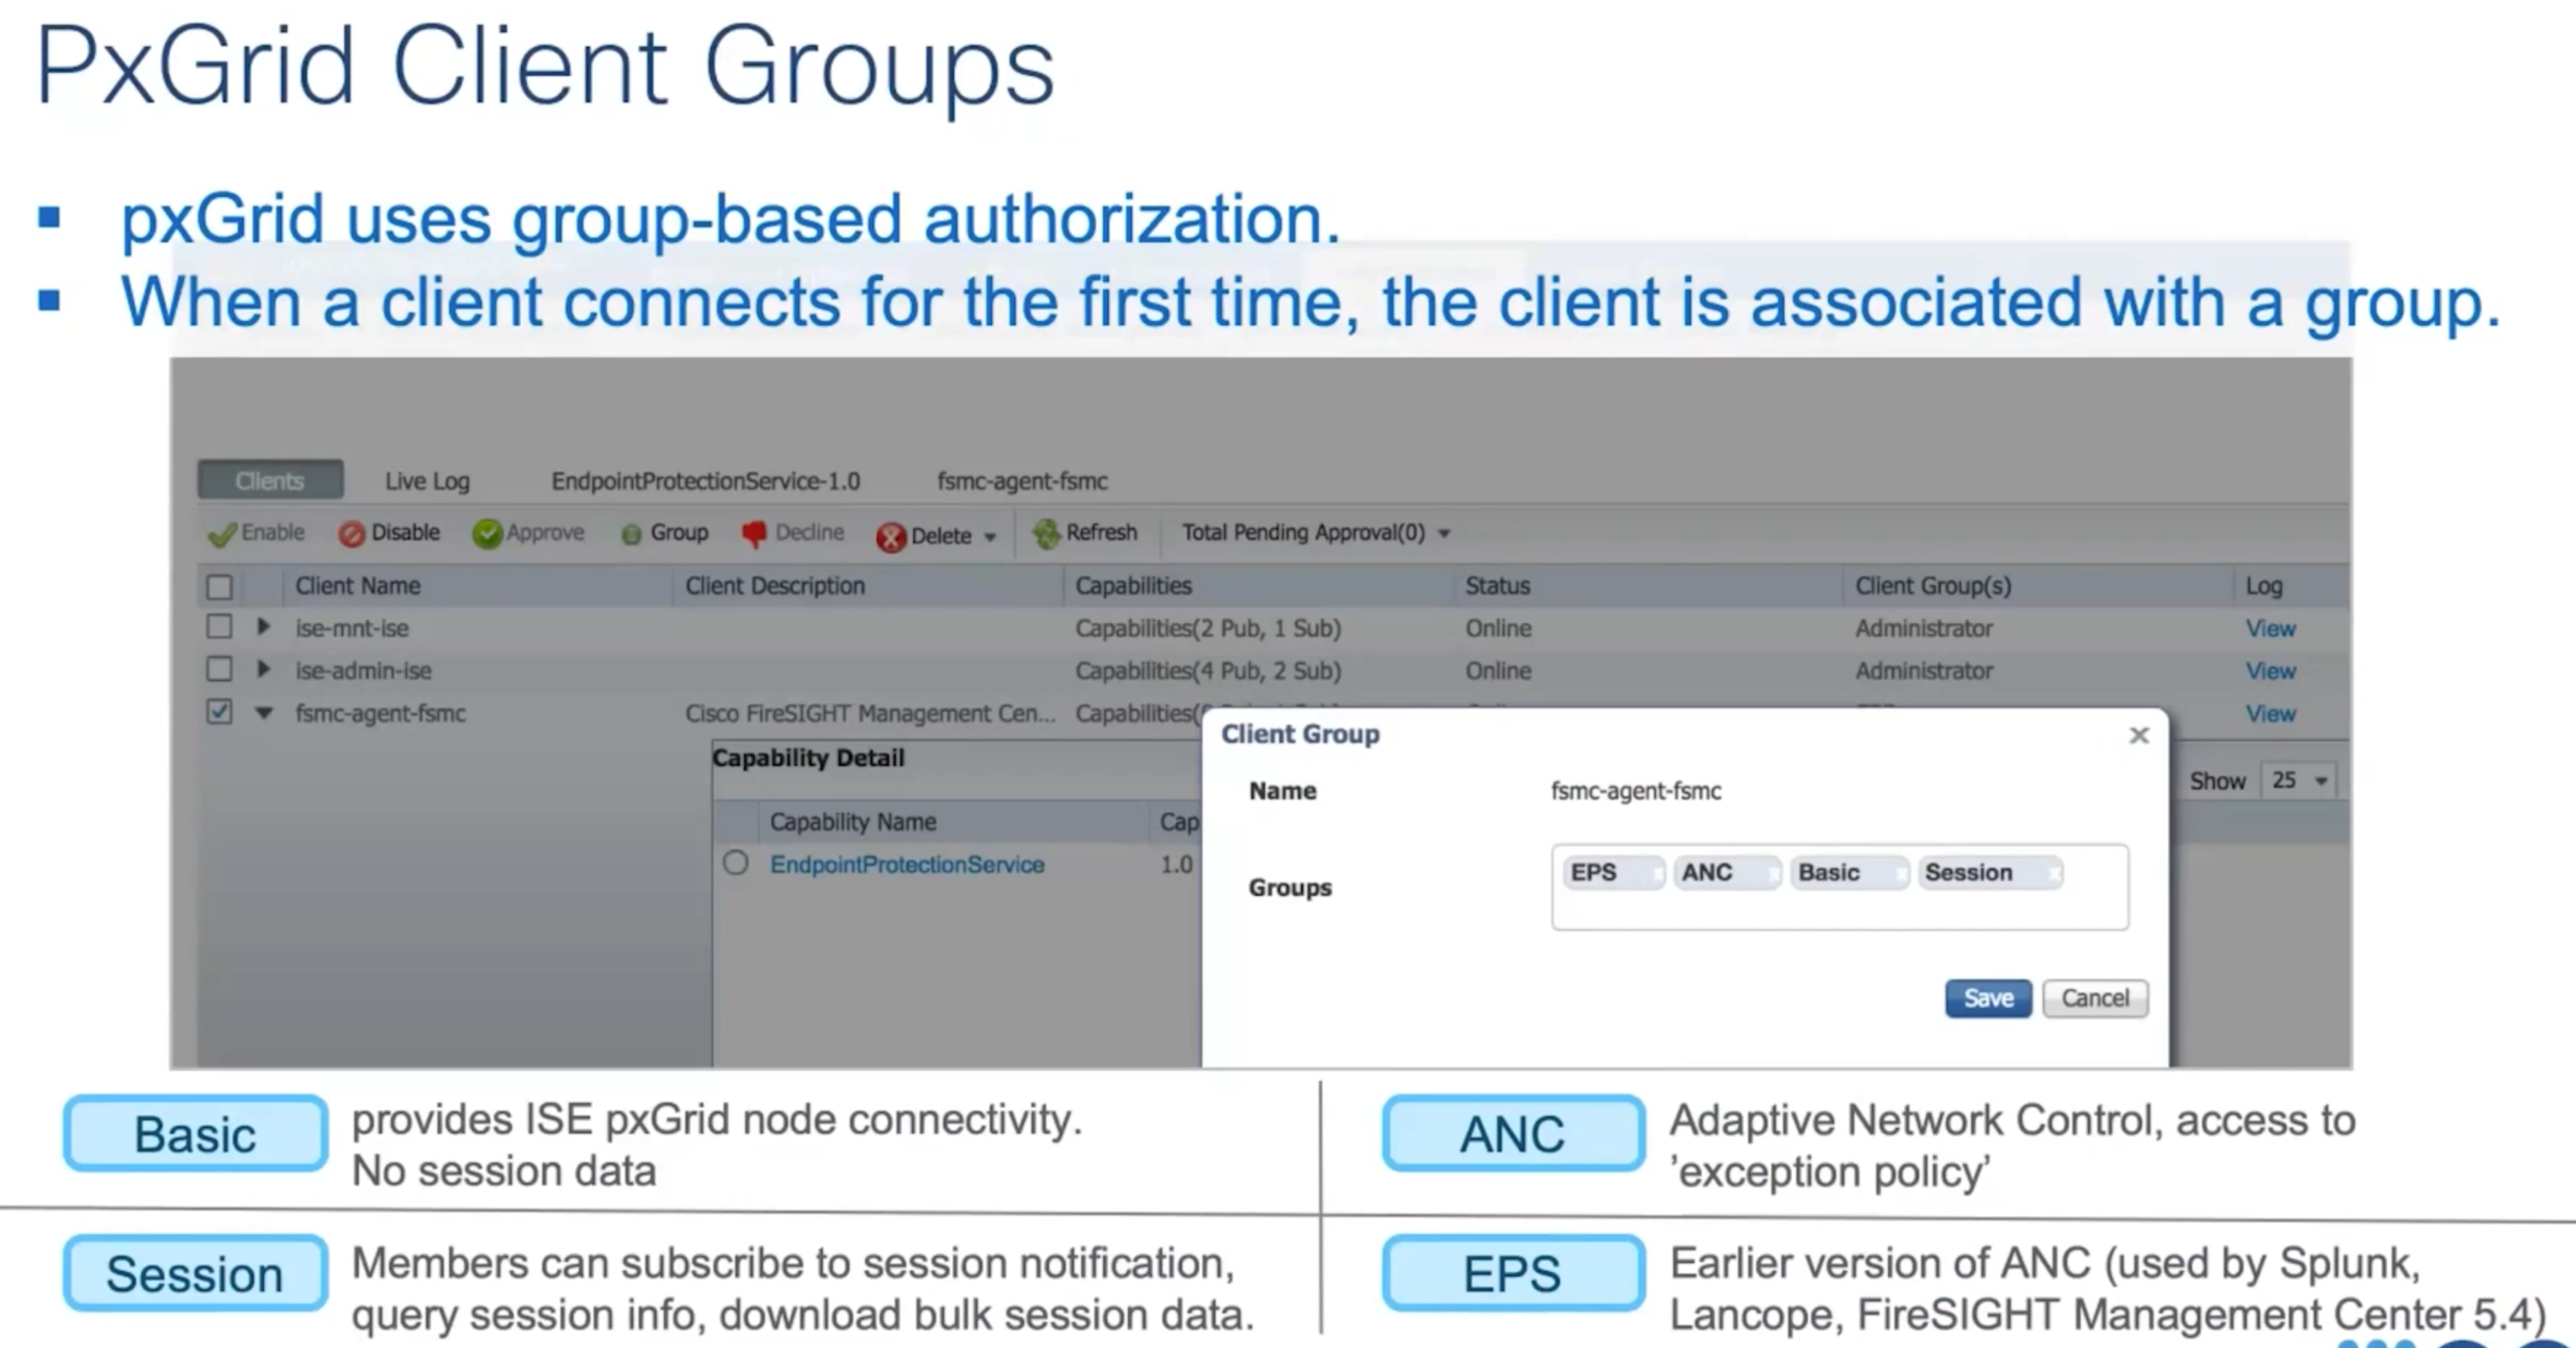 PxGrid Client Groups
▪ pxGrid uses group-based authorization.
▪ When a client connects for the first time, the client is associated with a group.
Clients Live Log EndpointProtectionService-1.0 fsmc-agent-fsmc
Enable Disable Approve Group Decline Delete Refresh Total Pending Approval(0)
Client Name Client Description Capabilities Status Client Group(s) Log
ise-mnt-ise Capabilities(2 Pub, 1 Sub) Online Administrator View
ise-admin-ise Capabilities(4 Pub, 2 Sub) Online Administrator View
fsmc-agent-fsmc Cisco FireSIGHT Management Cen... Capabilities( View
Capability Detail
Show 25
Capability Name Cap
EndpointProtectionService 1.0
Client Group
Name fsmc-agent-fsmc
Groups EPS ANC Basic Session
Save Cancel
Basic
provides ISE pxGrid node connectivity.
No session data
ANC
Adaptive Network Control, access to
’exception policy’
Session
Members can subscribe to session notification,
query session info, download bulk session data.
EPS
Earlier version of ANC (used by Splunk,
Lancope, FireSIGHT Management Center 5.4)